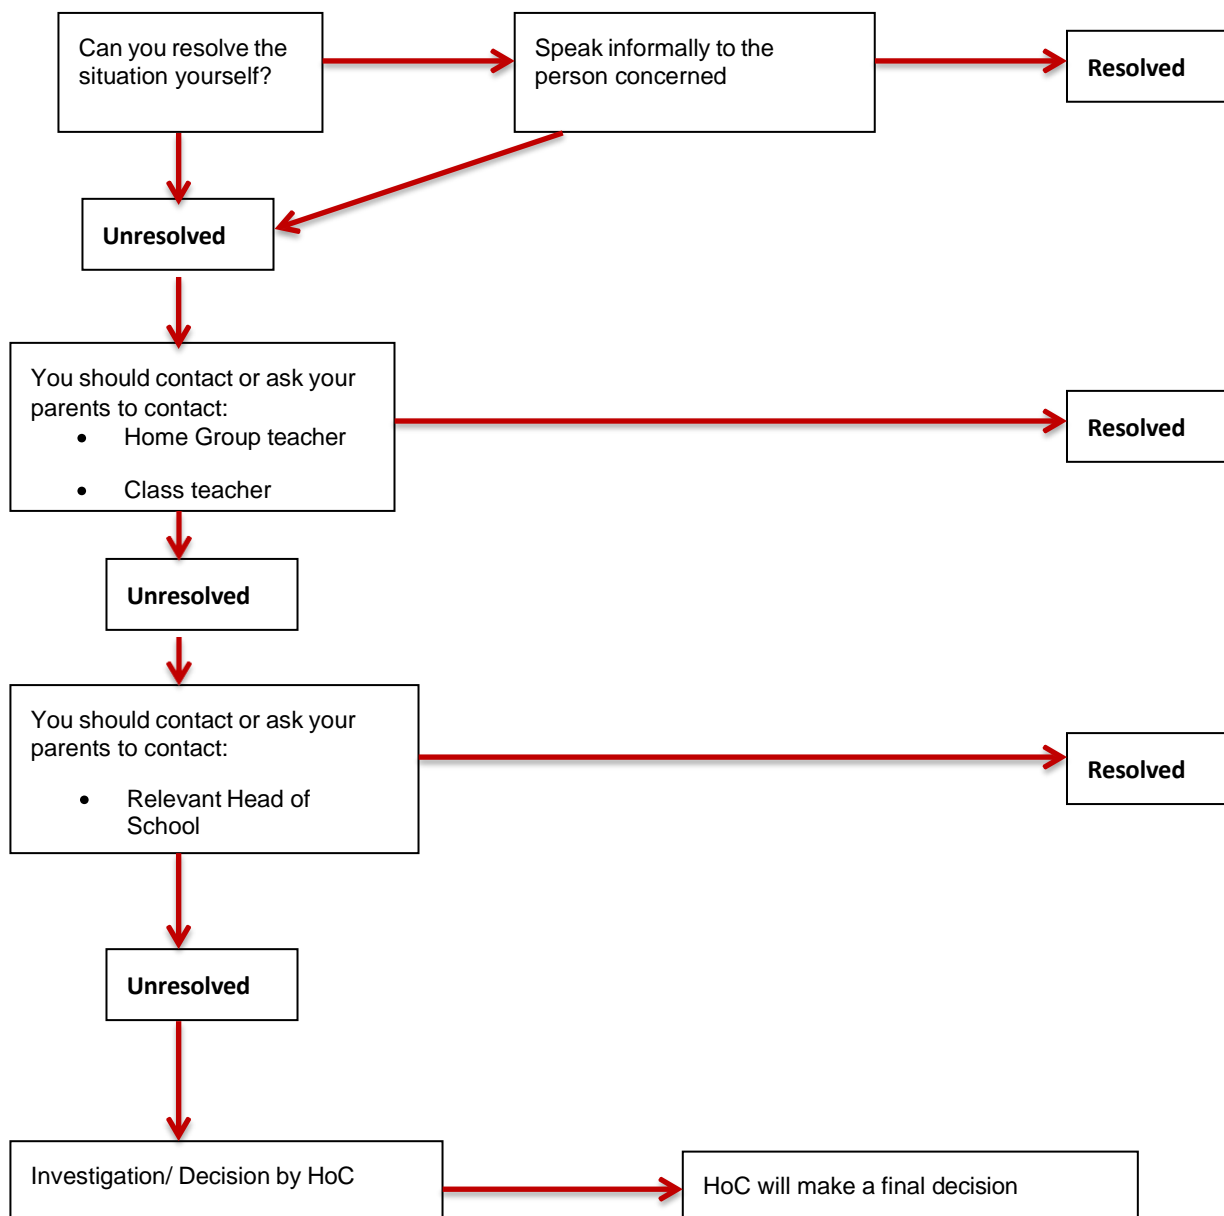 Can you resolve the
situation yourself?
Speak informally to the
person concerned
Resolved
Unresolved
You should contact or ask your
parents to contact:
• Home Group teacher
• Class teacher
Resolved
Unresolved
You should contact or ask your
parents to contact:
• Relevant Head of
School
Resolved
Unresolved
Investigation/ Decision by HoC
HoC will make a final decision